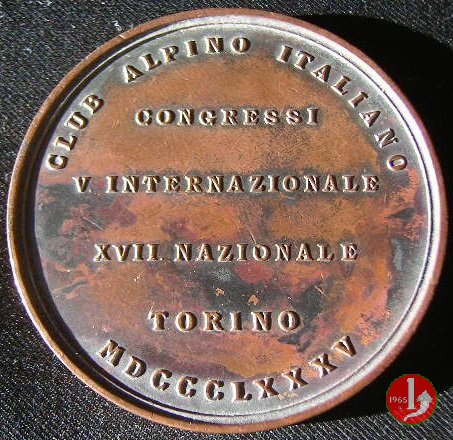 CLUB ALPINO ITALIANO
CONGRESSI
V. INTERNAZIONALE
XVII. NAZIONALE
TORINO
MDCCCLXXXV
1965